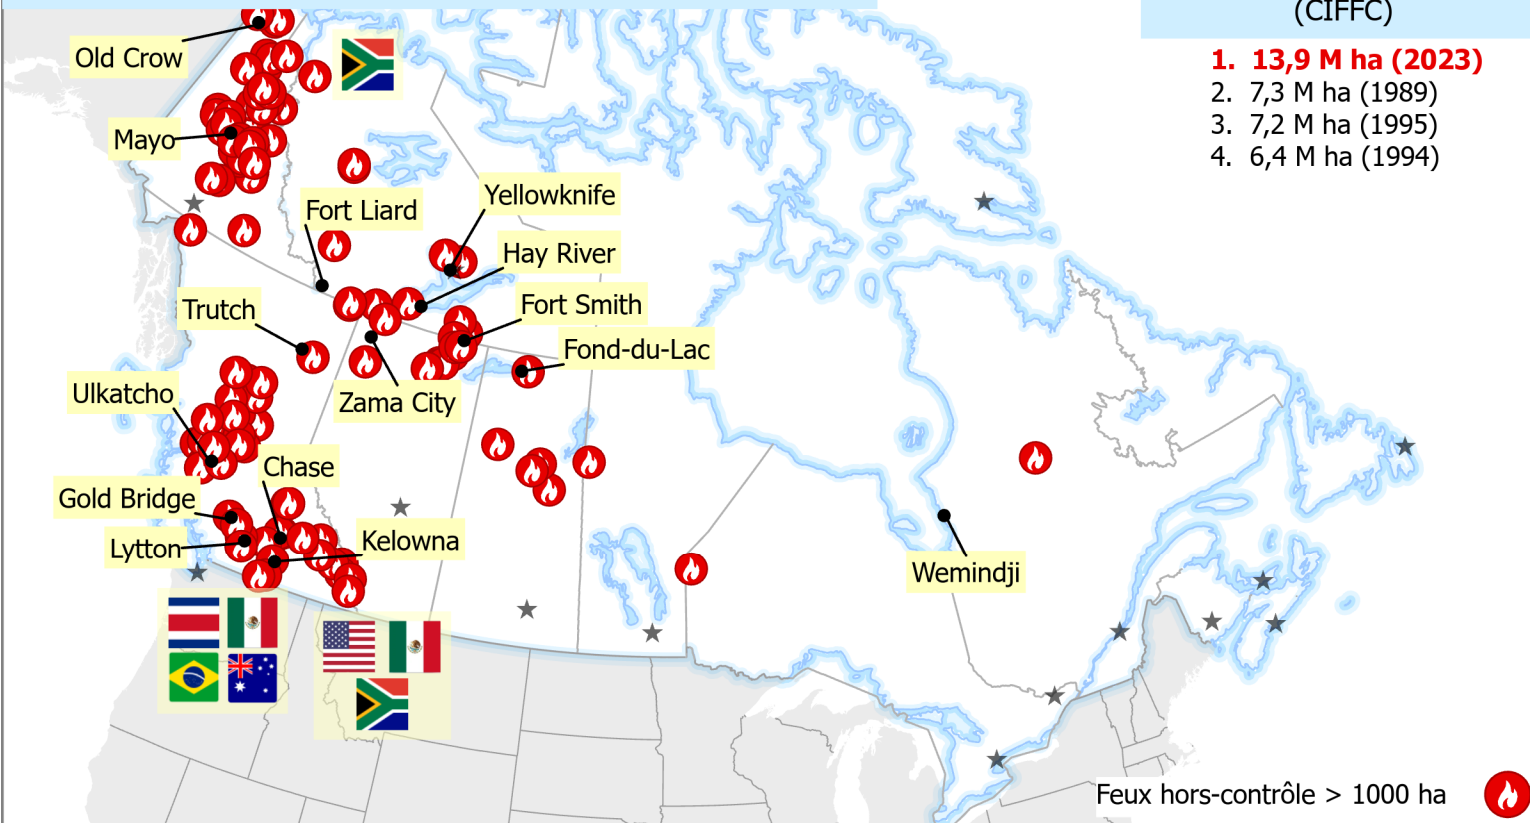 (CIFFC)
1. 13,9 M ha (2023)
2. 7,3 M ha (1989)
3. 7,2 M ha (1995)
4. 6,4 M ha (1994)
Old Crow
Mayo
Yellowknife
Fort Liard
Hay River
Trutch
Fort Smith
Fond-du-Lac
Ulkatcho
Zama City
Chase
Gold Bridge
Lytton
Kelowna
Wemindji
Feux hors-contrôle > 1000 ha